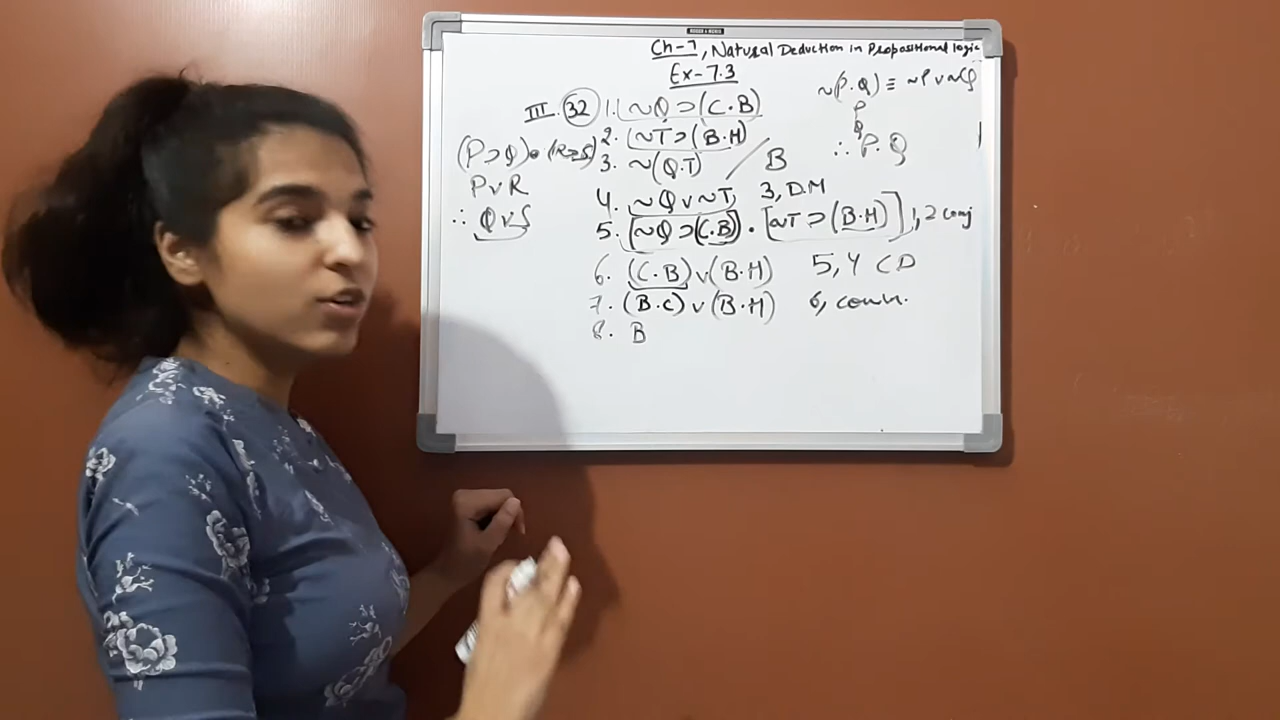 Ch-7, Natural Deduction in Propositional logic
Ex-7.3
~(P.Q) ≡ ~P v ~Q
P
Q
∴ P.Q
III. 32 1. ~Q ⊃ (C.B)
2. ~T ⊃ (B.H)
3. ~(Q.T) / B
4. ~Q v ~T, 3, D.M
5. [~Q ⊃ (C.B)] • [~T ⊃ (B.H)] 1, 2 conj
6. (C.B) v (B.H) 5, 4 CD
7. (B.C) v (B.H) 6, comm.
8. B
(P ⊃ Q) • (R ⊃ S)
P v R
∴ Q v S